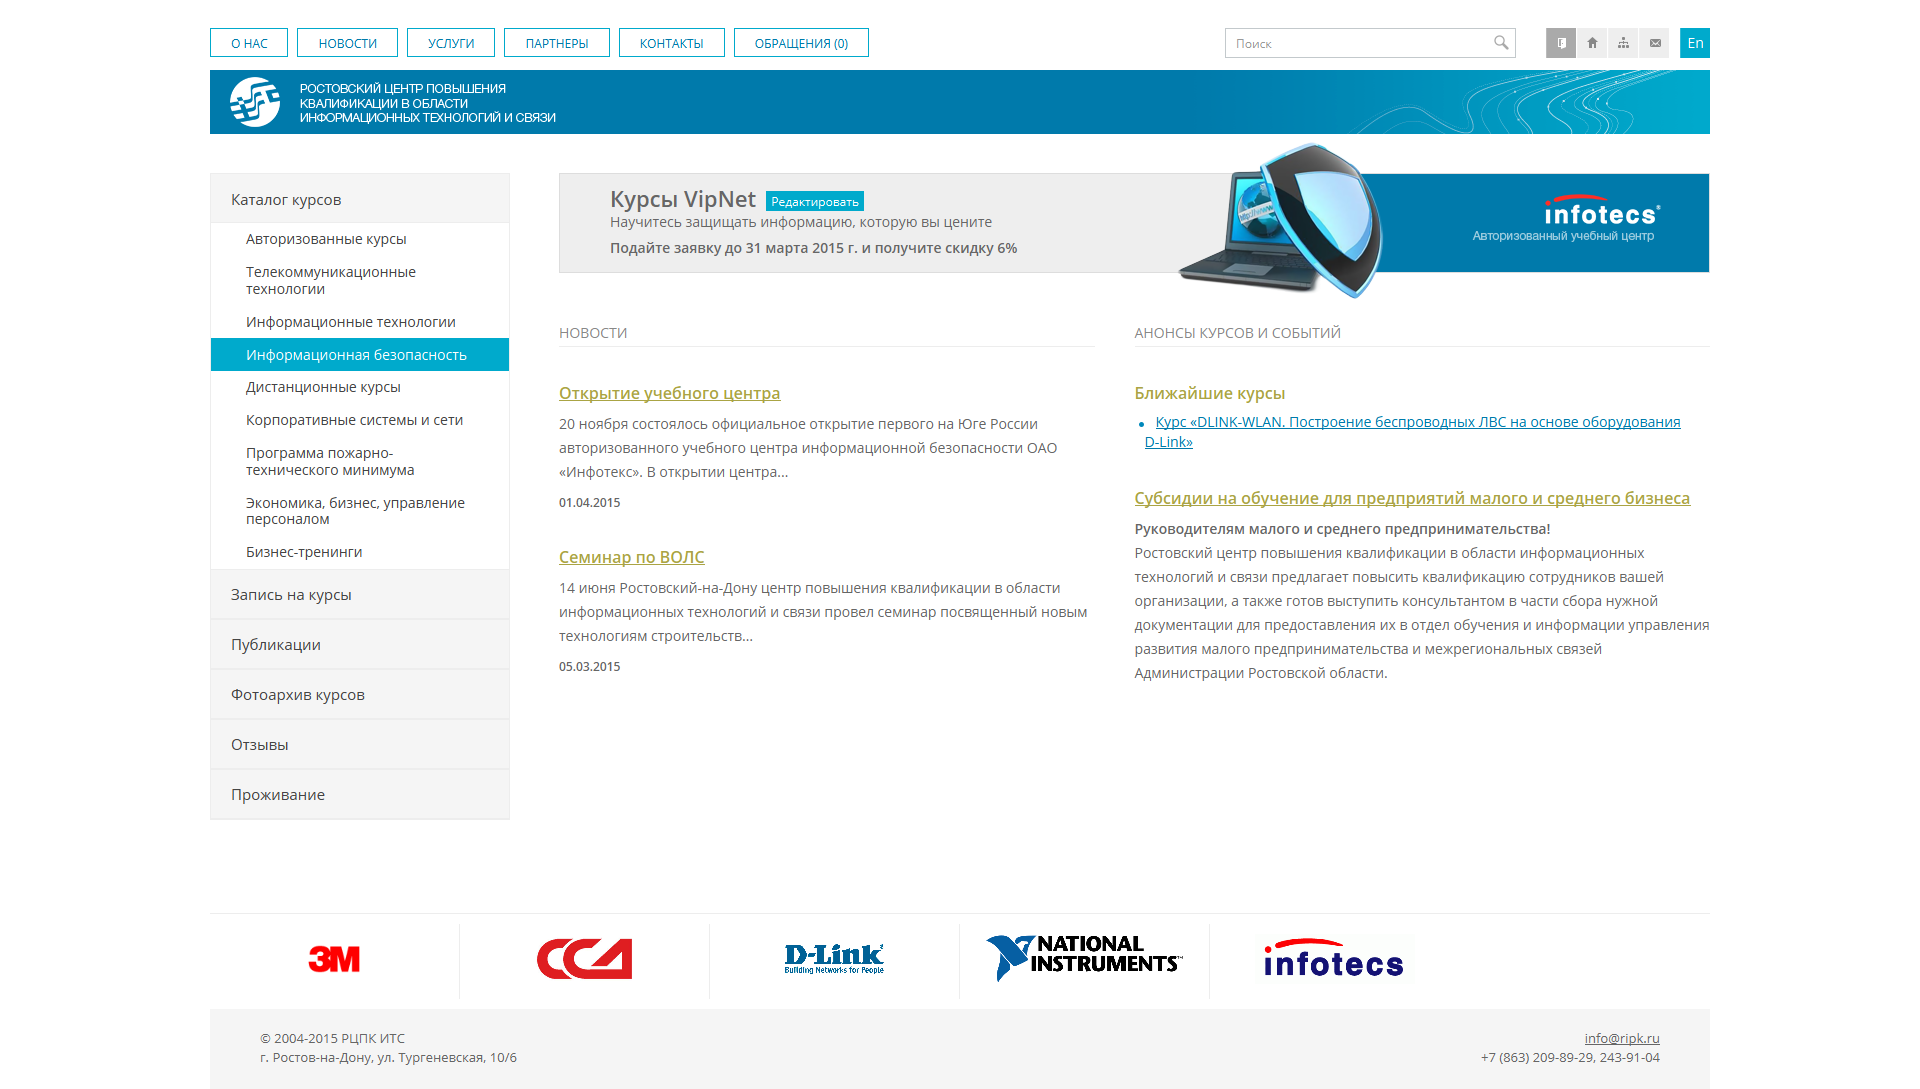 О НАС
НОВОСТИ
УСЛУГИ
ПАРТНЕРЫ
КОНТАКТЫ
ОБРАЩЕНИЯ (0)
Поиск
En
РОСТОВСКИЙ ЦЕНТР ПОВЫШЕНИЯ
КВАЛИФИКАЦИИ В ОБЛАСТИ
ИНФОРМАЦИОННЫХ ТЕХНОЛОГИЙ И СВЯЗИ
Каталог курсов
Авторизованные курсы
Телекоммуникационные
технологии
Информационные технологии
Информационная безопасность
Дистанционные курсы
Корпоративные системы и сети
Программа пожарно-
технического минимума
Экономика, бизнес, управление
персоналом
Бизнес-тренинги
Запись на курсы
Публикации
Фотоархив курсов
Отзывы
Проживание
Курсы VipNet Редактировать
Научитесь защищать информацию, которую вы цените
Подайте заявку до 31 марта 2015 г. и получите скидку 6%
infotecs®
Авторизованный учебный центр
НОВОСТИ
Открытие учебного центра
20 ноября состоялось официальное открытие первого на Юге России
авторизованного учебного центра информационной безопасности ОАО
«Инфотекс». В открытии центра...
01.04.2015
Семинар по ВОЛС
14 июня Ростовский-на-Дону центр повышения квалификации в области
информационных технологий и связи провел семинар посвященный новым
технологиям строительств...
05.03.2015
АНОНСЫ КУРСОВ И СОБЫТИЙ
Ближайшие курсы
Курс «DLINK-WLAN. Построение беспроводных ЛВС на основе оборудования
D-Link»
Субсидии на обучение для предприятий малого и среднего бизнеса
Руководителям малого и среднего предпринимательства!
Ростовский центр повышения квалификации в области информационных
технологий и связи предлагает повысить квалификацию сотрудников вашей
организации, а также готов выступить консультантом в части сбора нужной
документации для предоставления их в отдел обучения и информации управления
развития малого предпринимательства и межрегиональных связей
Администрации Ростовской области.
3M
ССД
D-Link
Building Networks for People
NATIONAL
INSTRUMENTS™
infotecs
© 2004-2015 РЦПК ИТС
г. Ростов-на-Дону, ул. Тургеневская, 10/6
info@ripk.ru
+7 (863) 209-89-29, 243-91-04